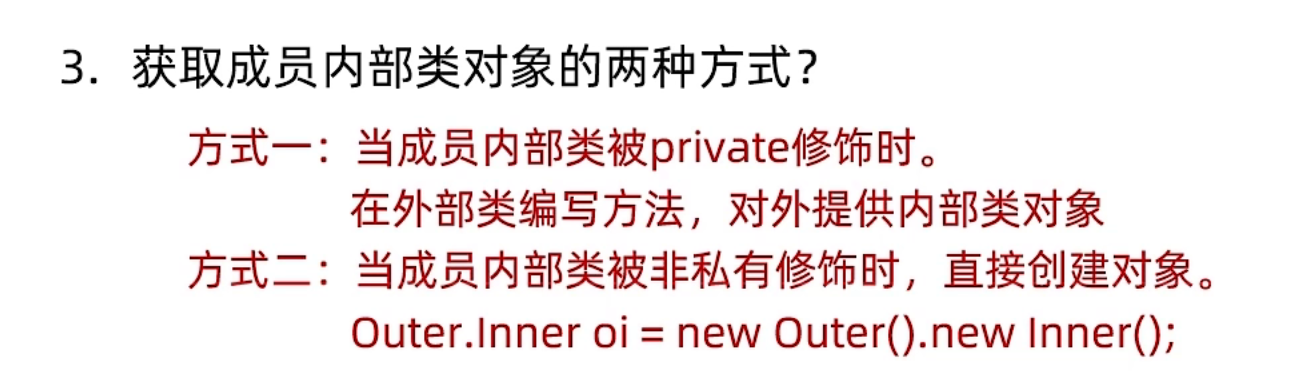 3. 获取成员内部类对象的两种方式？
方式一：当成员内部类被private修饰时。
在外部类编写方法，对外提供内部类对象
方式二：当成员内部类被非私有修饰时，直接创建对象。
Outer.Inner oi = new Outer().new Inner();